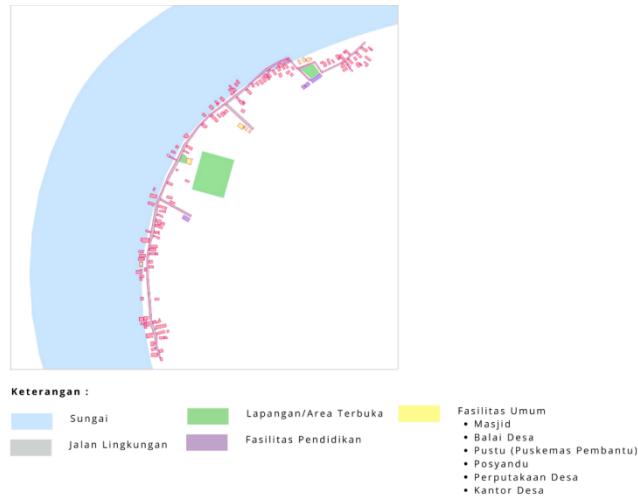 Keterangan :
Sungai
Jalan Lingkungan
Lapangan/Area Terbuka
Fasilitas Pendidikan
Fasilitas Umum
• Masjid
• Balai Desa
• Pustu (Puskemas Pembantu)
• Posyandu
• Perputakaan Desa
• Kantor Desa